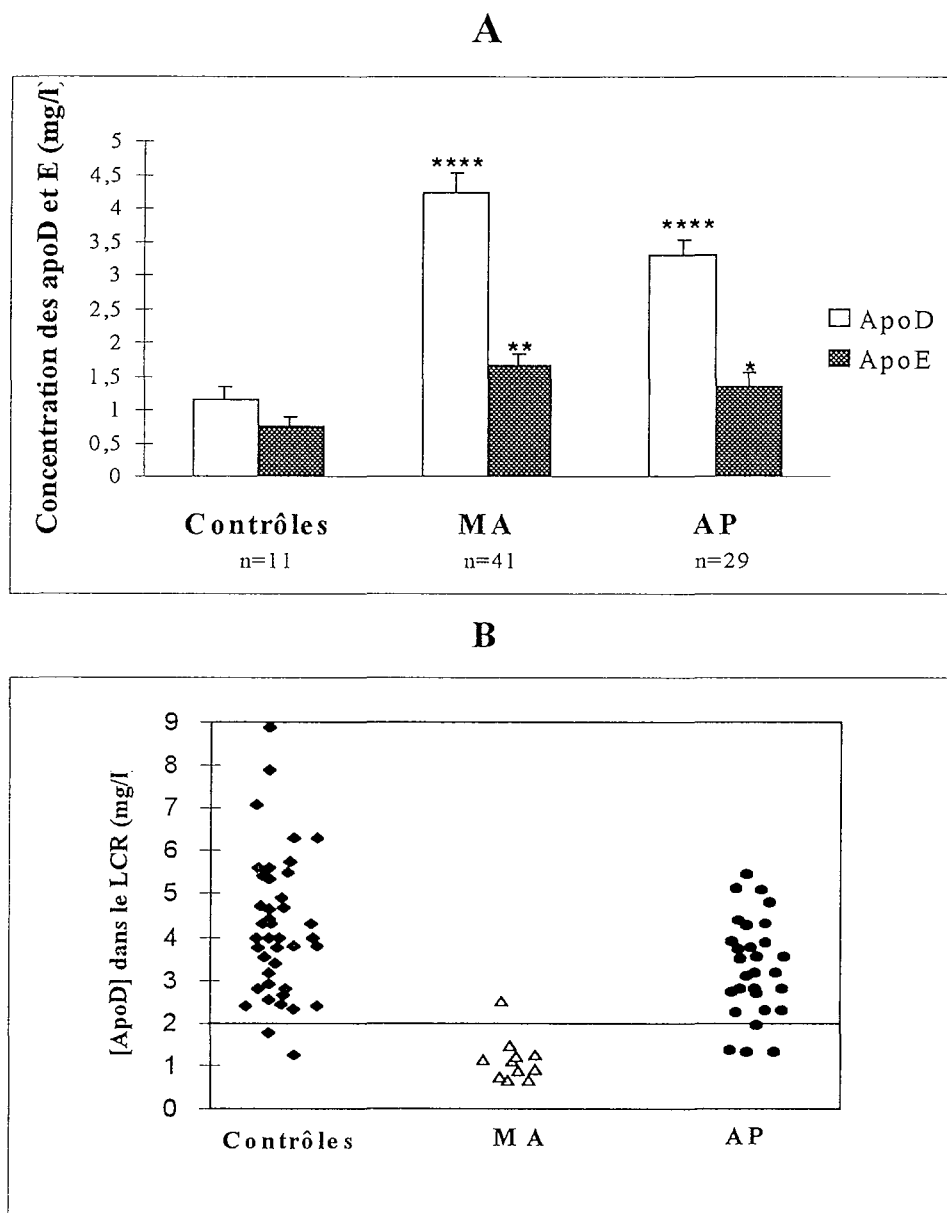 A
Concentration des apoD et E (mg/l)
5
4,5
4
3,5
3
2,5
2
1,5
1
0,5
0
****
**
****
*
ApoD
ApoE
Contrôles
MA
AP
n=11
n=41
n=29
B
[ApoD] dans le LCR (mg/l
9
8
7
6
5
4
3
2
1
0
Contrôles
MA
AP